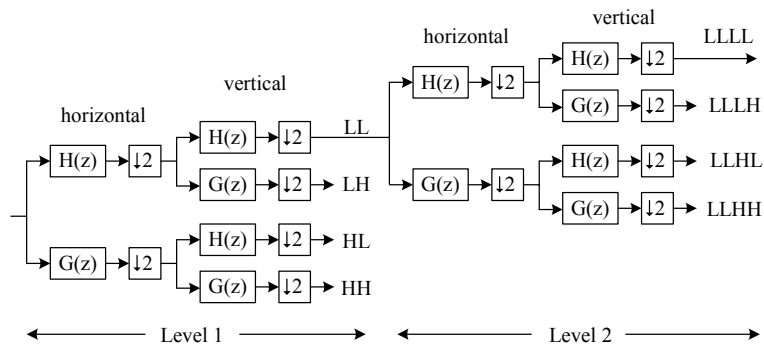 vertical LLLL
horizontal
H(z) ↓2
vertical
H(z) ↓2
G(z) ↓2 LLLH
horizontal
H(z) ↓2 LL
H(z) ↓2
H(z) ↓2 LLHL
G(z) ↓2 LH
G(z) ↓2
G(z) ↓2 LLHH
H(z) ↓2 HL
G(z) ↓2
G(z) ↓2 HH
Level 1 Level 2